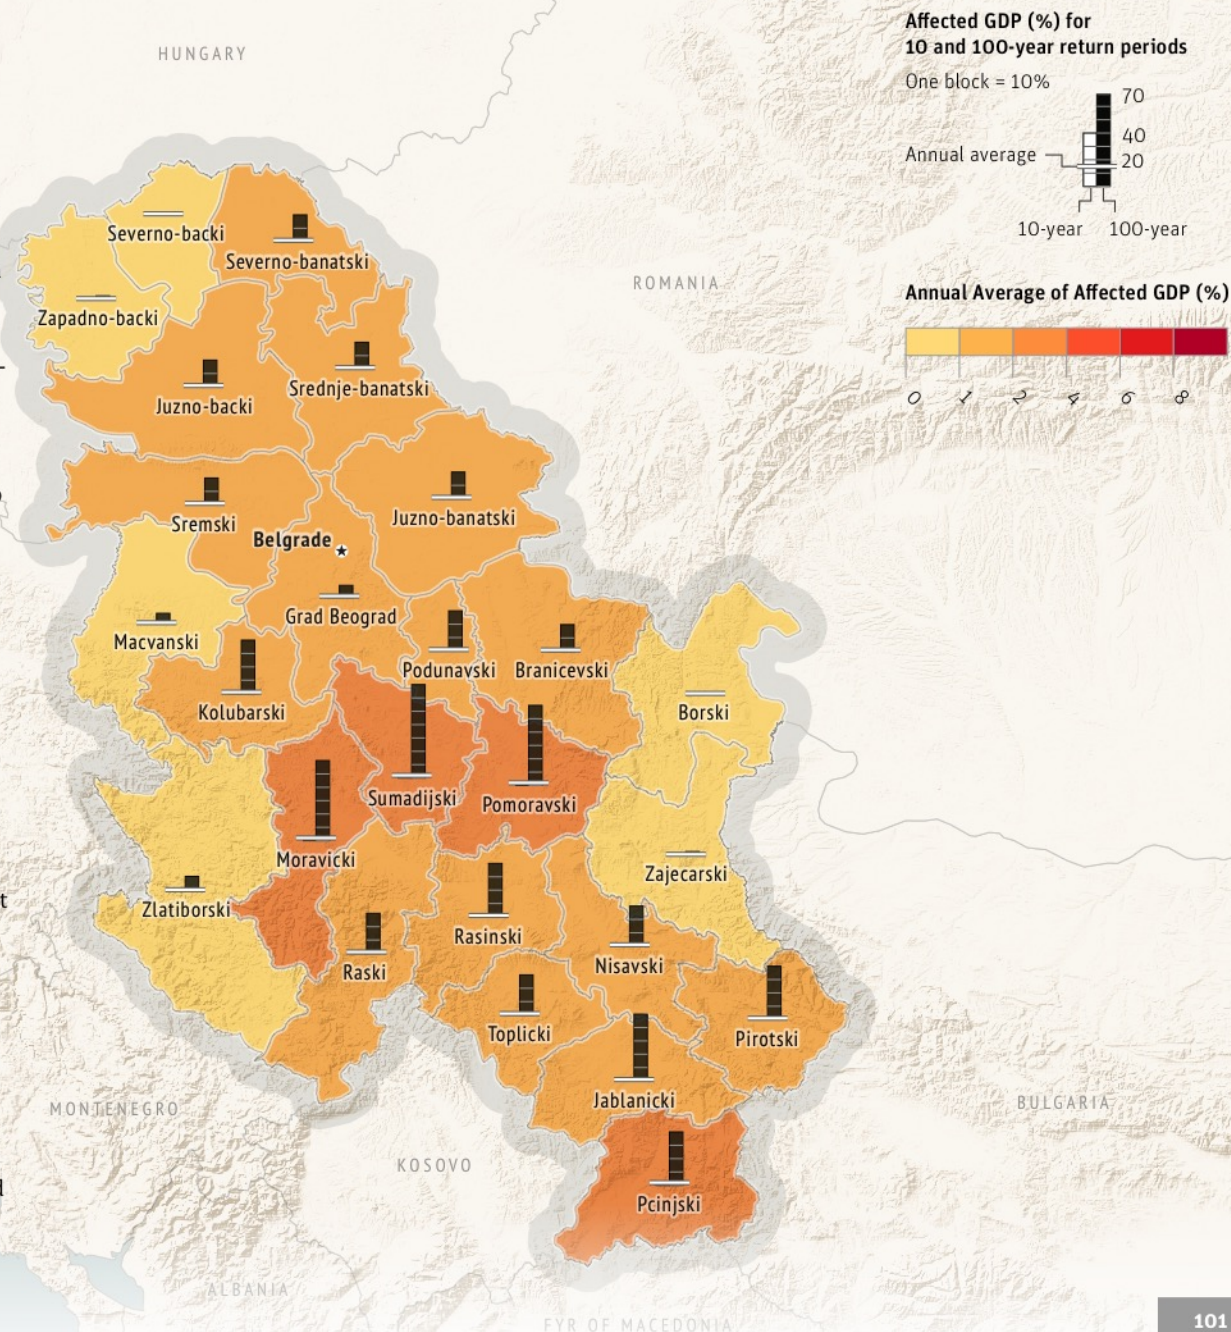 Affected GDP (%) for
10 and 100-year return periods
One block = 10%
70
40
Annual average
20
10-year
100-year
Annual Average of Affected GDP (%)
0
1
2
4
6
8
HUNGARY
ROMANIA
Severno-backi
Severno-banatski
Zapadno-backi
Srednje-banatski
Juzno-backi
Juzno-banatski
Sremski
Belgrade
Grad Beograd
Macvanski
Podunavski
Branicevski
Kolubarski
Borski
Sumadijski
Pomoravski
Moravicki
Zajecarski
Zlatiborski
Rasinski
Raski
Nisavski
Toplicki
Pirotski
Jablanicki
MONTENEGRO
BULGARIA
KOSOVO
Pcinjski
ALBANIA
FYR OF MACEDONIA
101